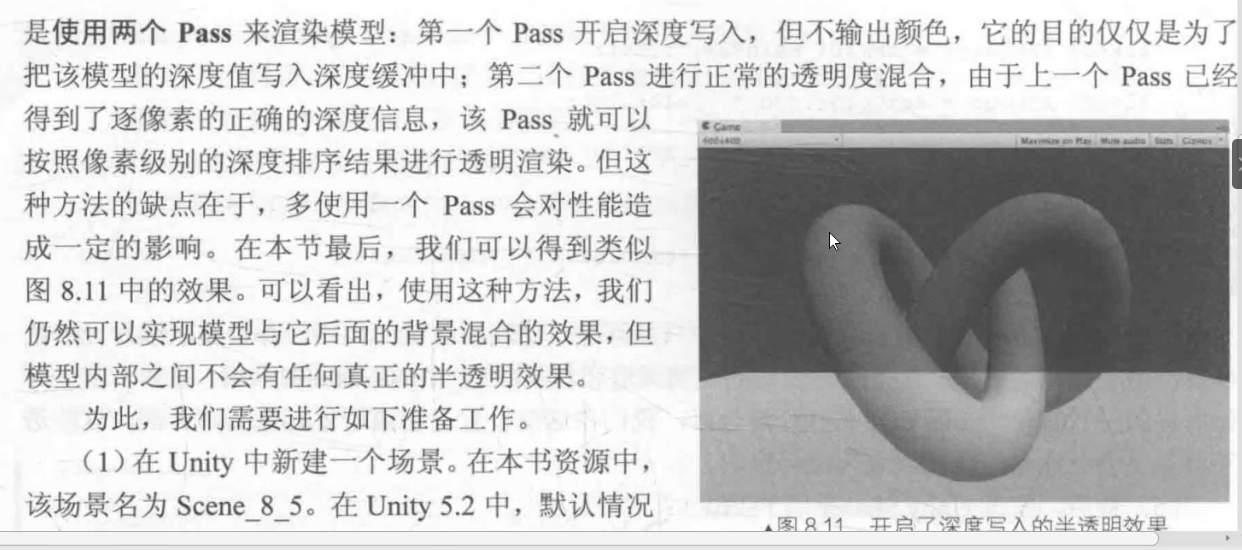 是使用两个 Pass 来渲染模型：第一个 Pass 开启深度写入，但不输出颜色，它的目的仅仅是为了
把该模型的深度值写入深度缓冲中；第二个 Pass 进行正常的透明度混合，由于上一个 Pass 已经
得到了逐像素的正确的深度信息，该 Pass 就可以
按照像素级别的深度排序结果进行透明渲染。但这
种方法的缺点在于，多使用一个 Pass 会对性能造
成一定的影响。在本节最后，我们可以得到类似
图 8.11 中的效果。可以看出，使用这种方法，我们
仍然可以实现模型与它后面的背景混合的效果，但
模型内部之间不会有任何真正的半透明效果。
为此，我们需要进行如下准备工作。
（1）在 Unity 中新建一个场景。在本书资源中，
该场景名为 Scene_8_5。在 Unity 5.2 中，默认情况
Game
400x400
Maximize on Play Mute audio Stats Gizmos
▲图 8.11 开启了深度写入的半透明效果